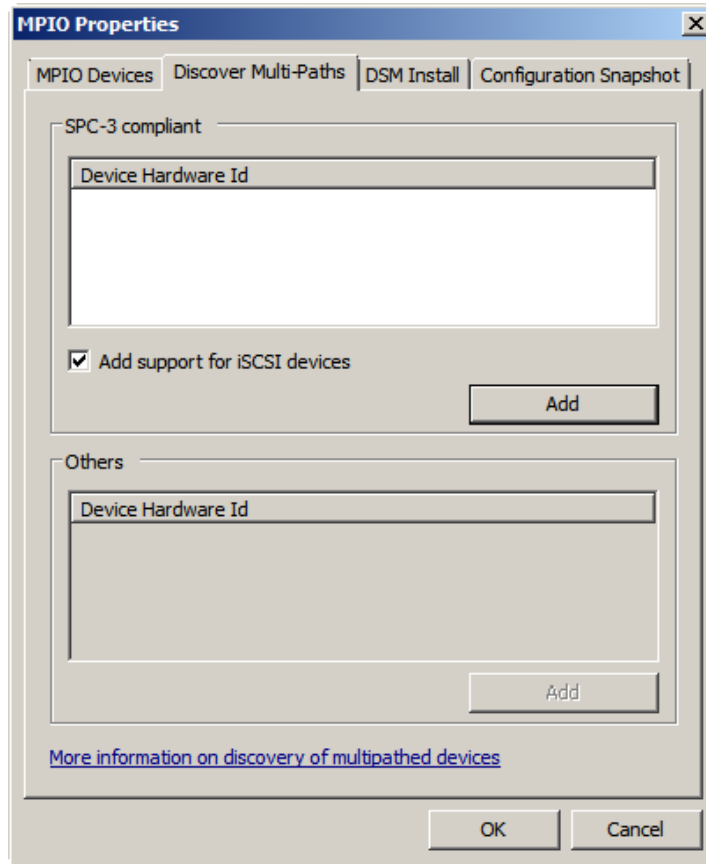 MPIO Properties
MPIO Devices Discover Multi-Paths DSM Install Configuration Snapshot
SPC-3 compliant
Device Hardware Id
Add support for iSCSI devices
Add
Others
Device Hardware Id
Add
More information on discovery of multipathed devices
OK Cancel